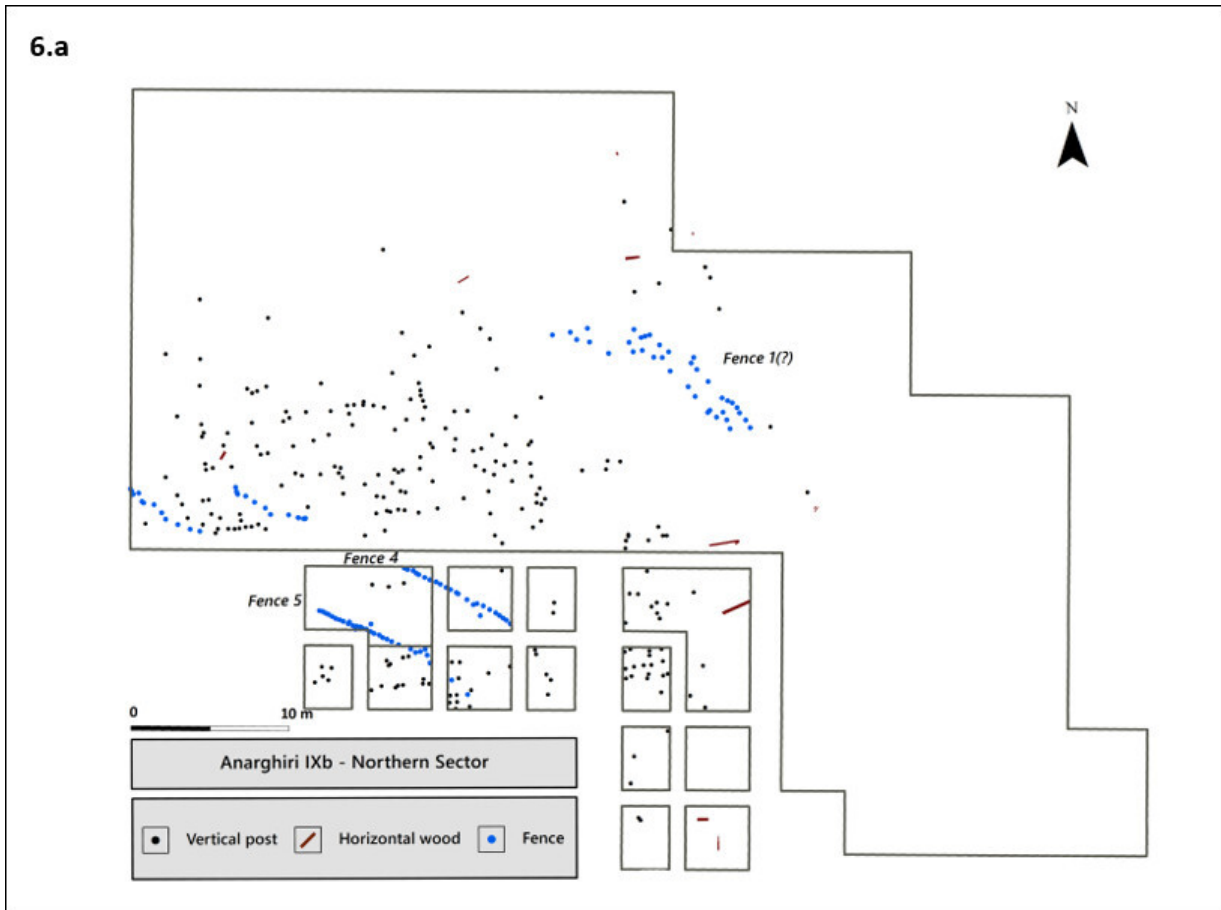 6.a
N
Fence 1(?)
Fence 4
Fence 5
0 10 m
Anarghiri IXb - Northern Sector
Vertical post Horizontal wood Fence